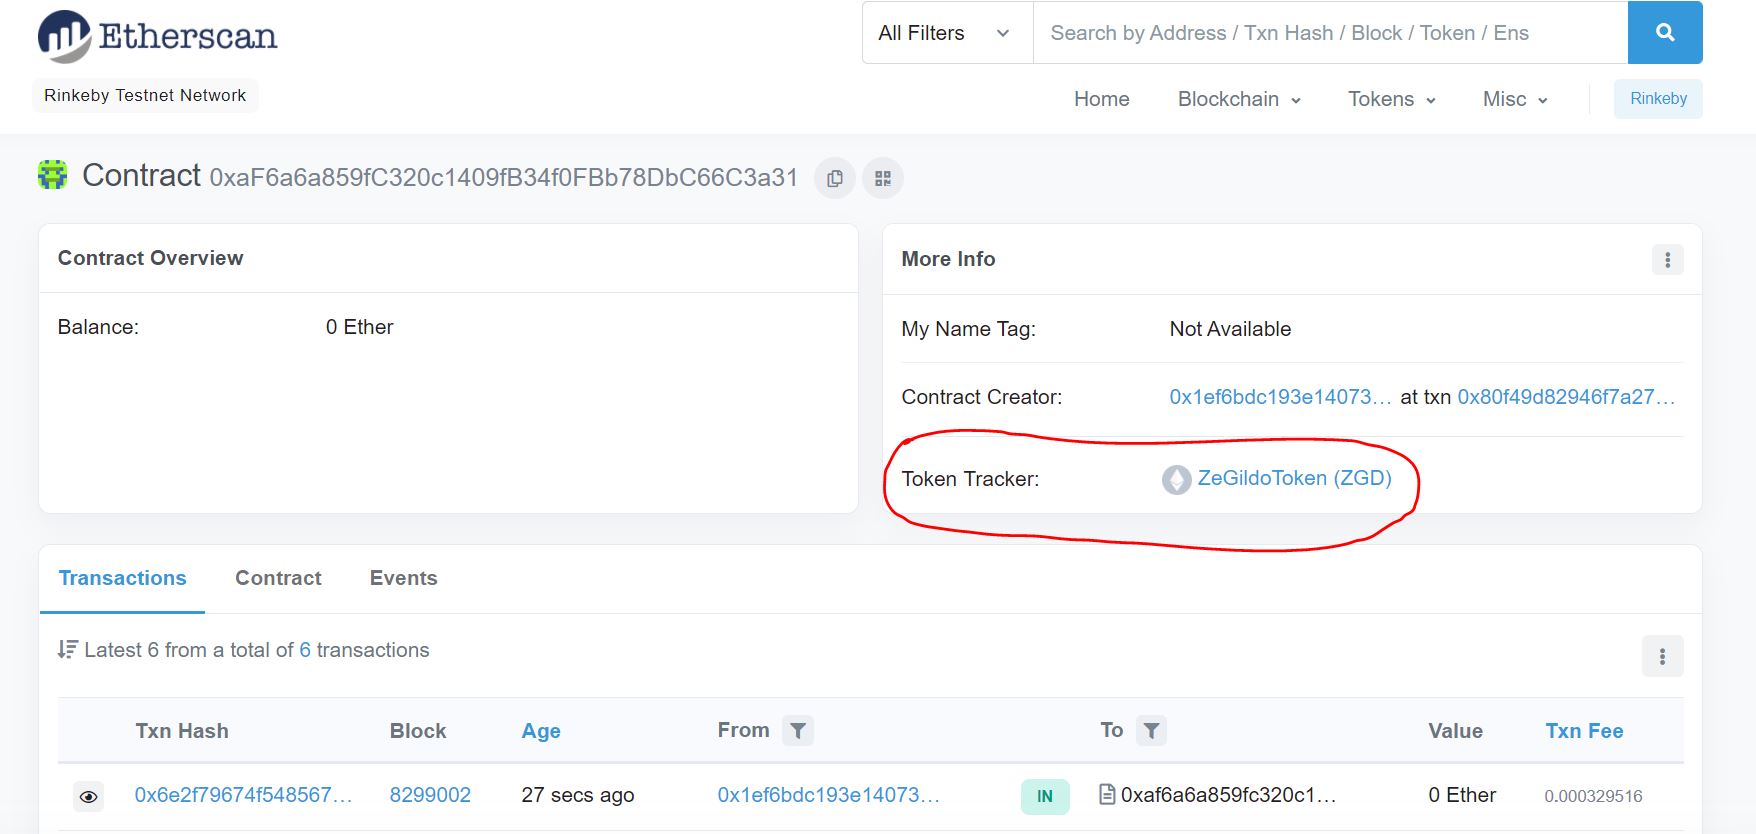 Etherscan
All Filters
Search by Address / Txn Hash / Block / Token / Ens
Rinkeby Testnet Network
Home Blockchain Tokens Misc Rinkeby
Contract 0xaF6a6a859fC320c1409fB34f0FBb78DbC66C3a31
Contract Overview
Balance: 0 Ether
More Info
My Name Tag: Not Available
Contract Creator: 0x1ef6bdc193e14073... at txn 0x80f49d82946f7a27...
Token Tracker: ZeGildoToken (ZGD)
Transactions Contract Events
Latest 6 from a total of 6 transactions
Txn Hash Block Age From To Value Txn Fee
0x6e2f79674f548567... 8299002 27 secs ago 0x1ef6bdc193e14073... IN 0xaf6a6a859fc320c1... 0 Ether 0.000329516